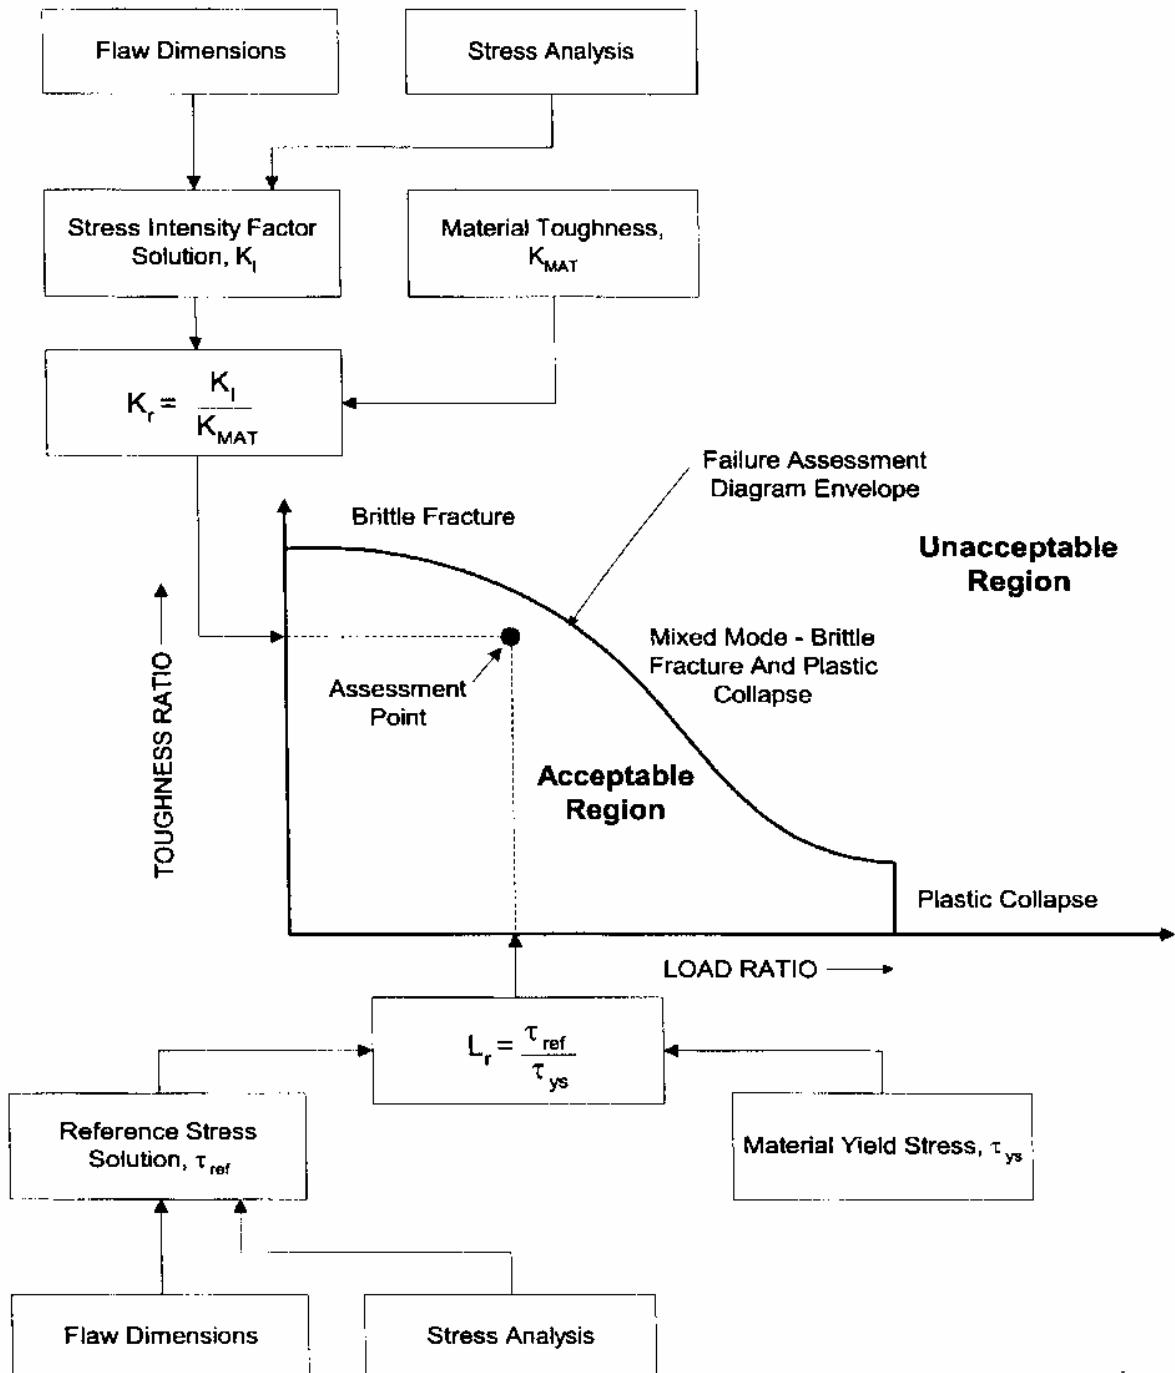 Flaw Dimensions
Stress Analysis
Stress Intensity Factor
Solution, K_I
Material Toughness,
K_MAT
K_r = K_I / K_MAT
Failure Assessment
Diagram Envelope
Brittle Fracture
Unacceptable
Region
TOUGHNESS RATIO
Mixed Mode - Brittle
Fracture And Plastic
Collapse
Assessment
Point
Acceptable
Region
Plastic Collapse
LOAD RATIO
L_r = τ_ref / τ_ys
Reference Stress
Solution, τ_ref
Material Yield Stress, τ_ys
Flaw Dimensions
Stress Analysis